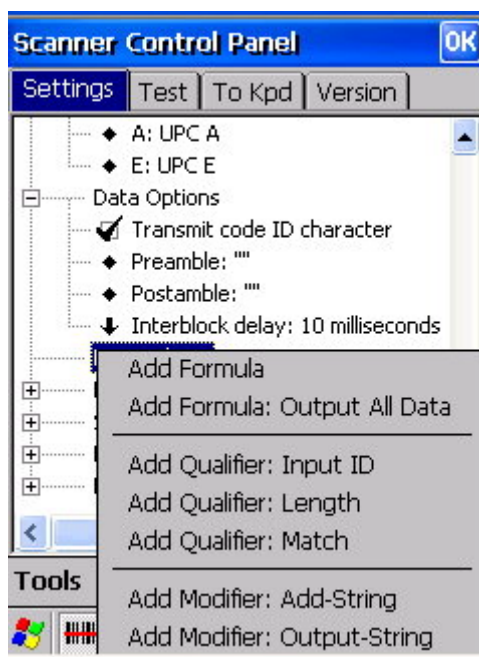 Scanner Control Panel OK
Settings Test To Kpd Version
A: UPC A
E: UPC E
Data Options
Transmit code ID character
Preamble: ""
Postamble: ""
Interblock delay: 10 milliseconds
Add Formula
Add Formula: Output All Data
Add Qualifier: Input ID
Add Qualifier: Length
Add Qualifier: Match
Add Modifier: Add-String
Add Modifier: Output-String
Tools